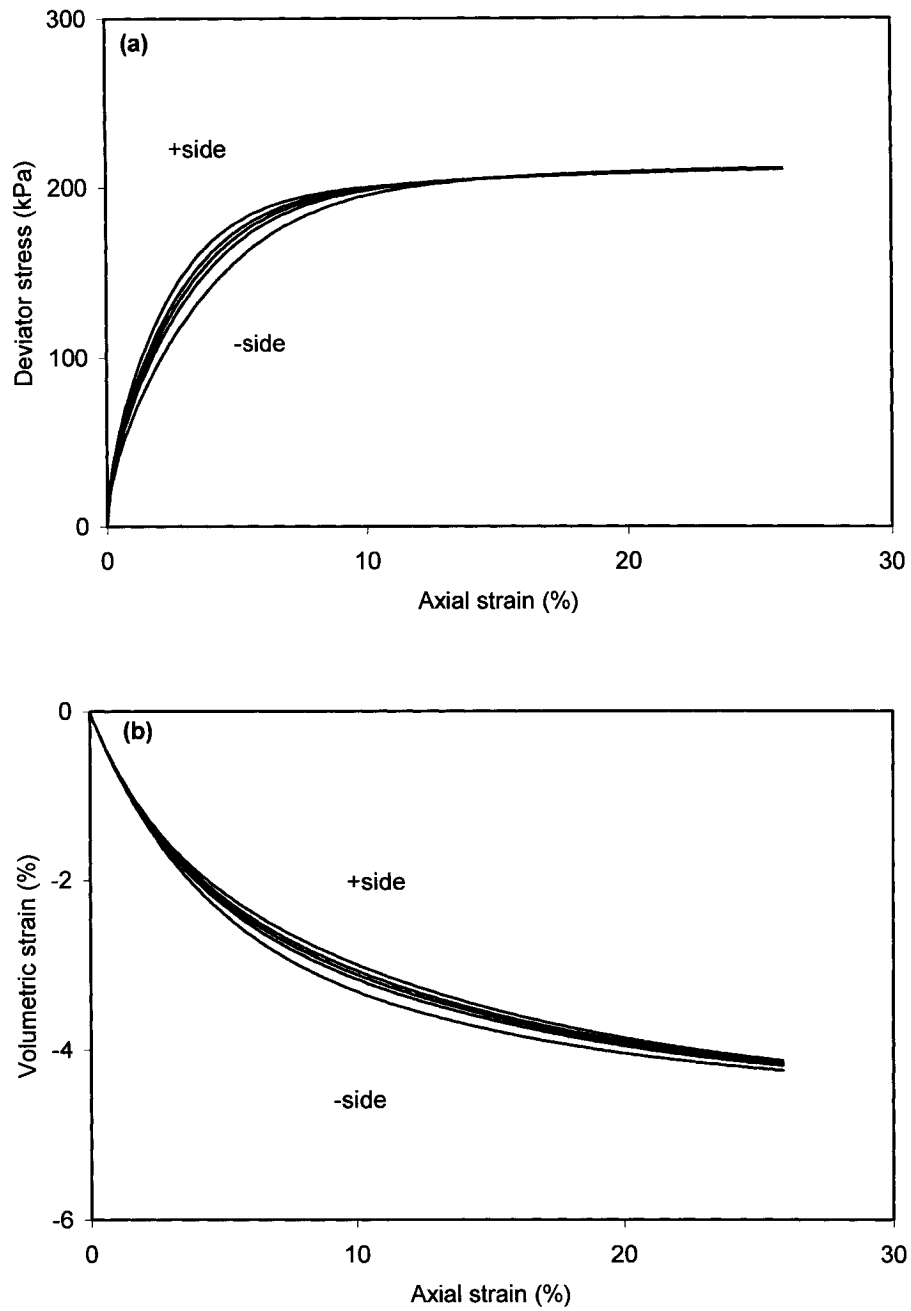 (a)
300
+side
200
Deviator stress (kPa)
-side
100
0
0
10
20
30
Axial strain (%)
0
(b)
+side
-2
Volumetric strain (%)
-4
-side
-6
0
10
20
30
Axial strain (%)